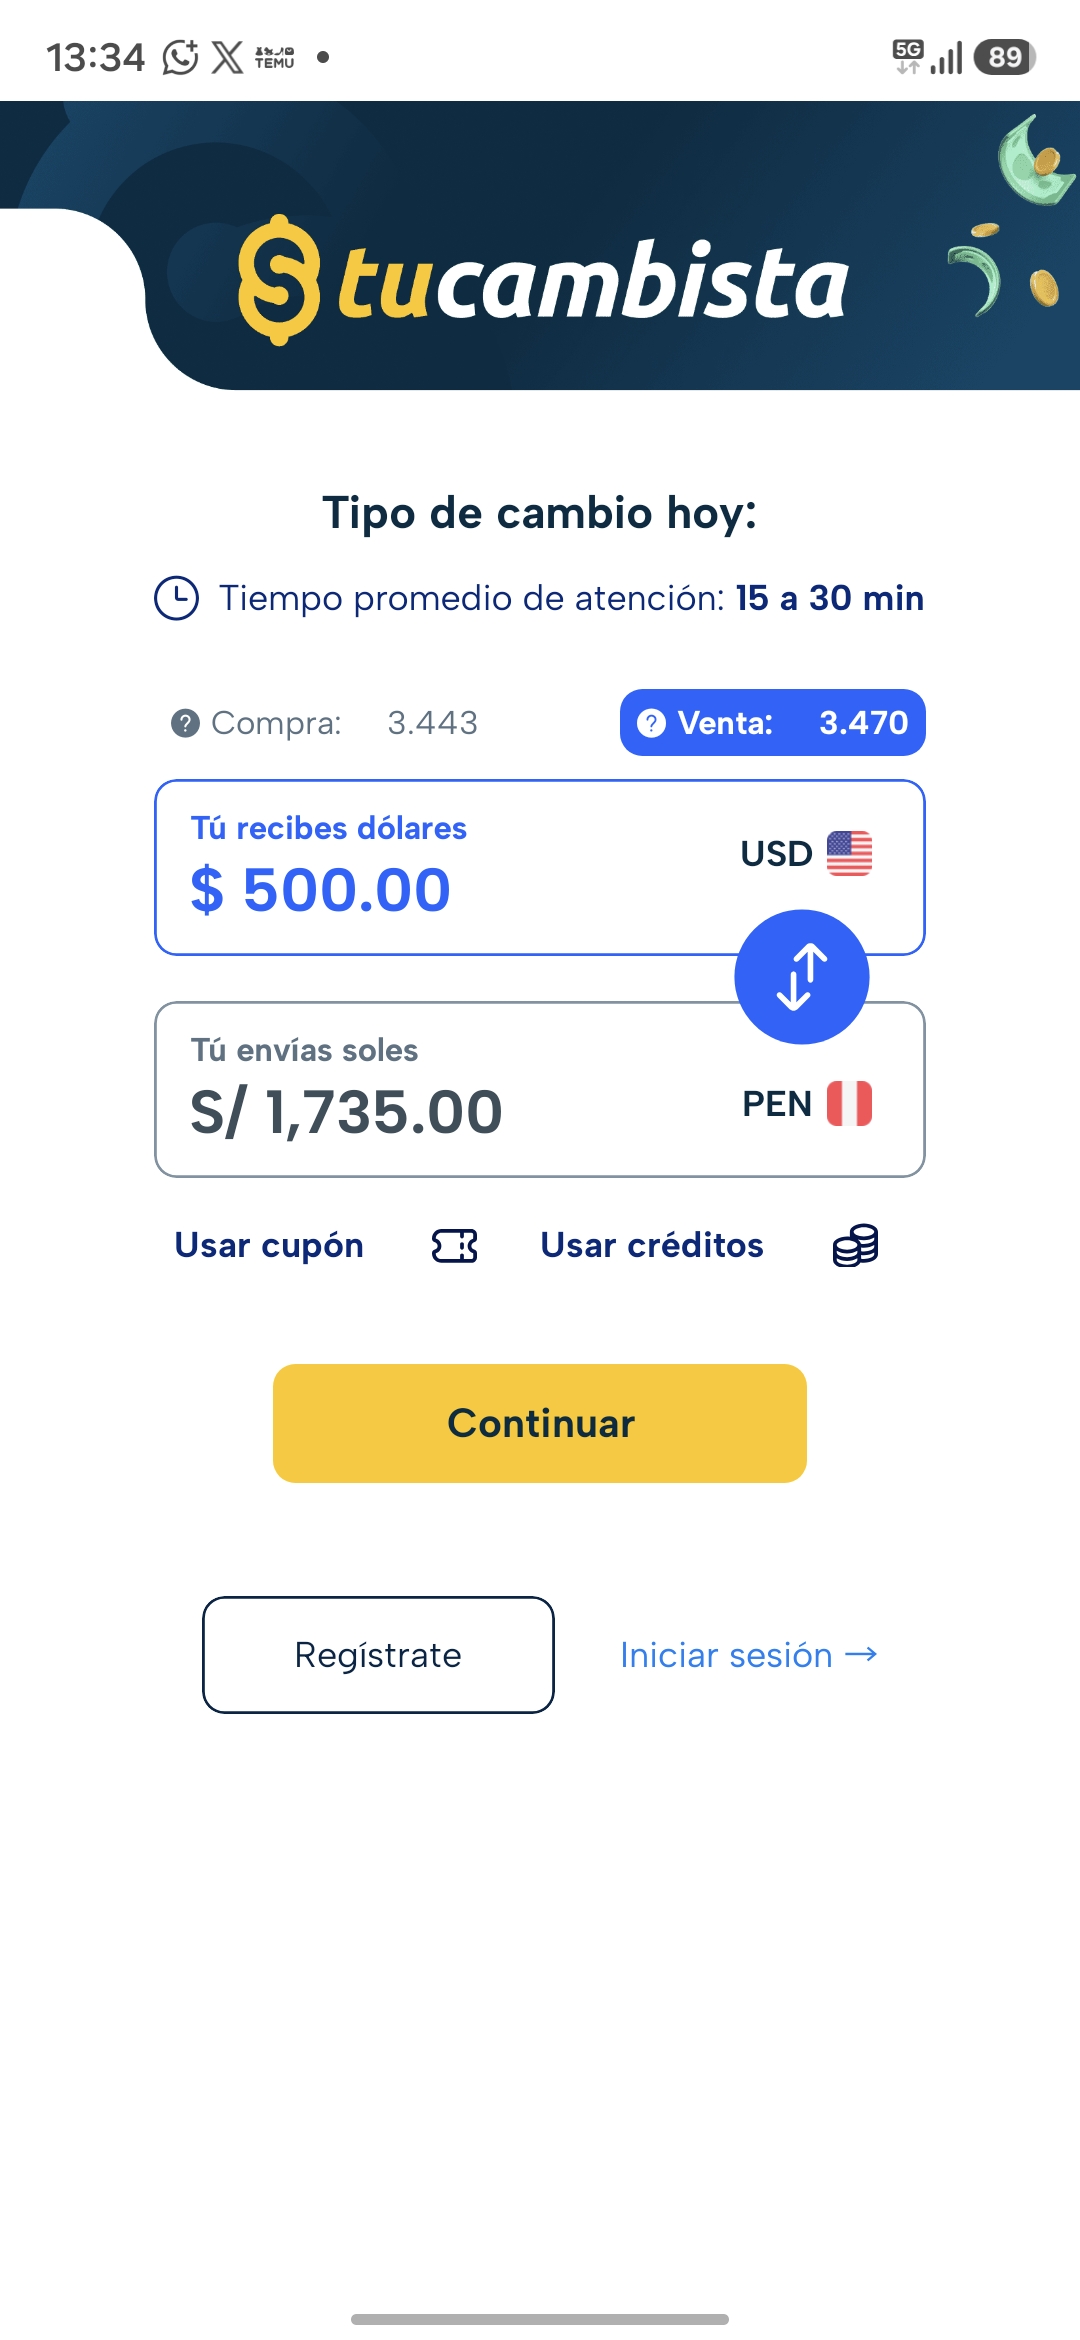 13:34 TEMU 5G 89
tucambista
Tipo de cambio hoy:
Tiempo promedio de atención: 15 a 30 min
? Compra: 3.443 ? Venta: 3.470
Tú recibes dólares
$ 500.00
USD
Tú envías soles
S/ 1,735.00
PEN
Usar cupón Usar créditos
Continuar
Regístrate Iniciar sesión →